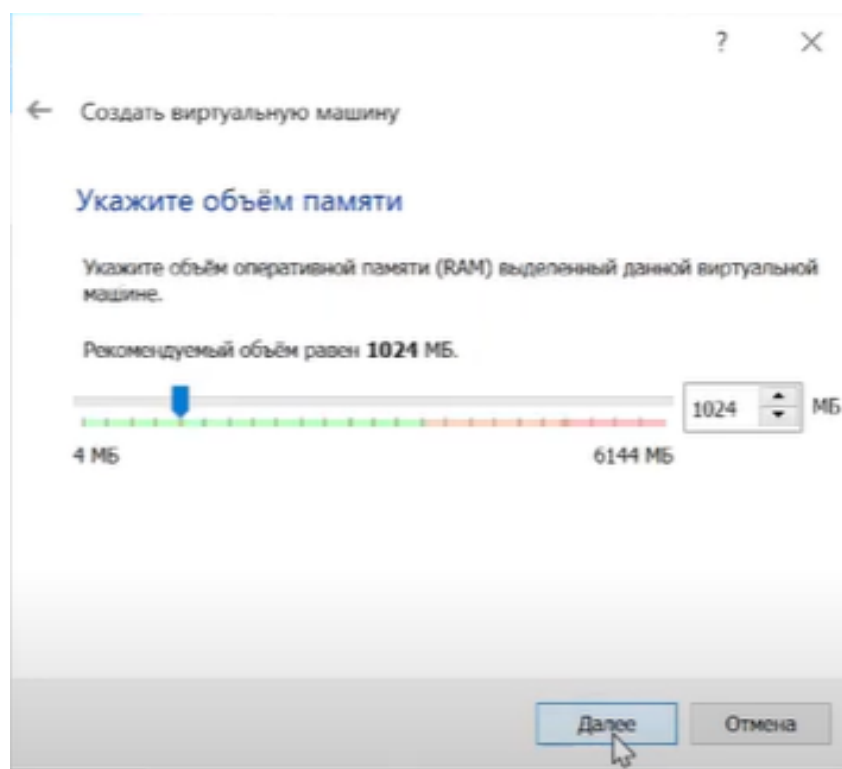 ?
Создать виртуальную машину
Укажите объём памяти
Укажите объём оперативной памяти (RAM) выделенный данной виртуальной
машине.
Рекомендуемый объём равен 1024 МБ.
1024 МБ
4 МБ 6144 МБ
Далее Отмена